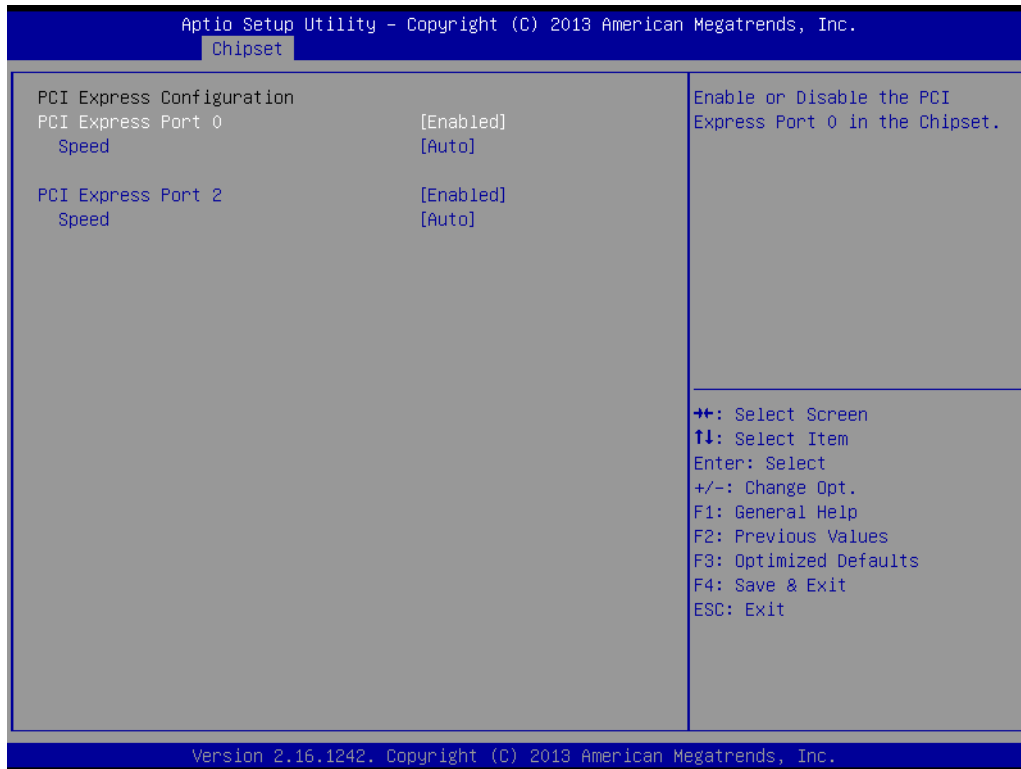 Aptio Setup Utility – Copyright (C) 2013 American Megatrends, Inc.
Chipset
PCI Express Configuration
PCI Express Port 0 [Enabled]
Speed [Auto]
PCI Express Port 2 [Enabled]
Speed [Auto]
Enable or Disable the PCI
Express Port 0 in the Chipset.
→←: Select Screen
↑↓: Select Item
Enter: Select
+/-: Change Opt.
F1: General Help
F2: Previous Values
F3: Optimized Defaults
F4: Save & Exit
ESC: Exit
Version 2.16.1242. Copyright (C) 2013 American Megatrends, Inc.